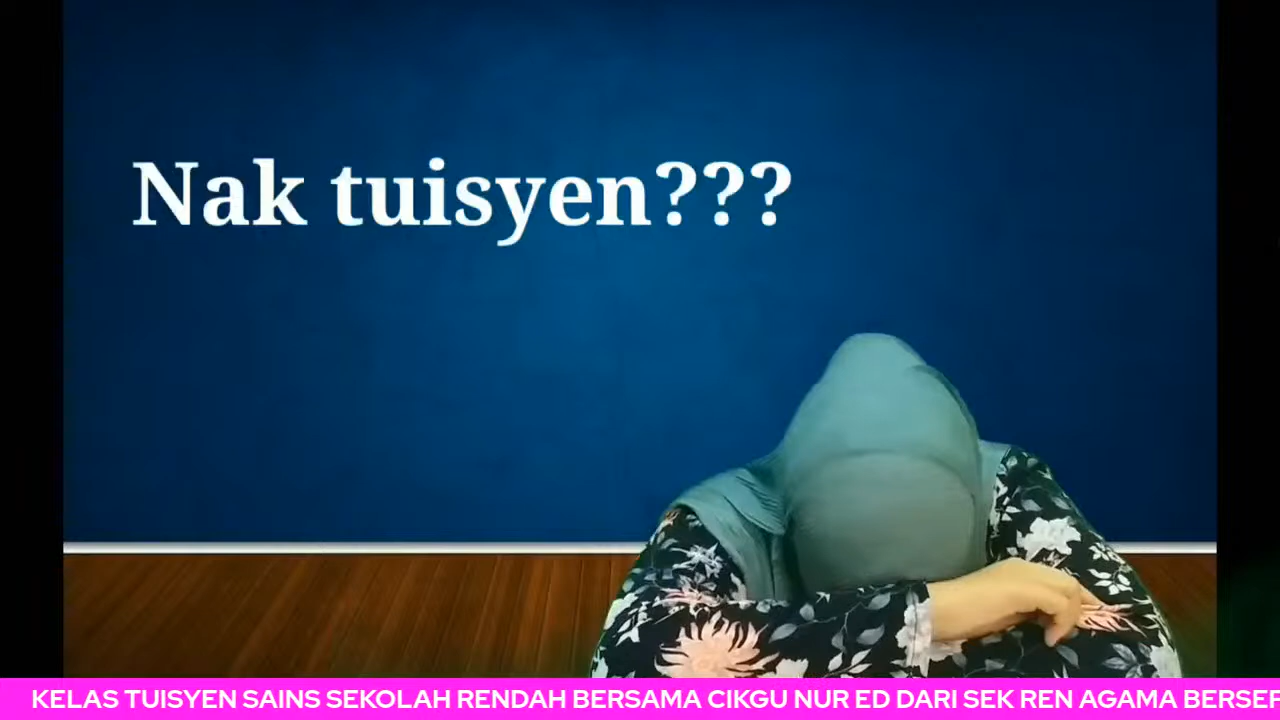 Nak tuisyen???
KELAS TUISYEN SAINS SEKOLAH RENDAH BERSAMA CIKGU NUR ED DARI SEK REN AGAMA